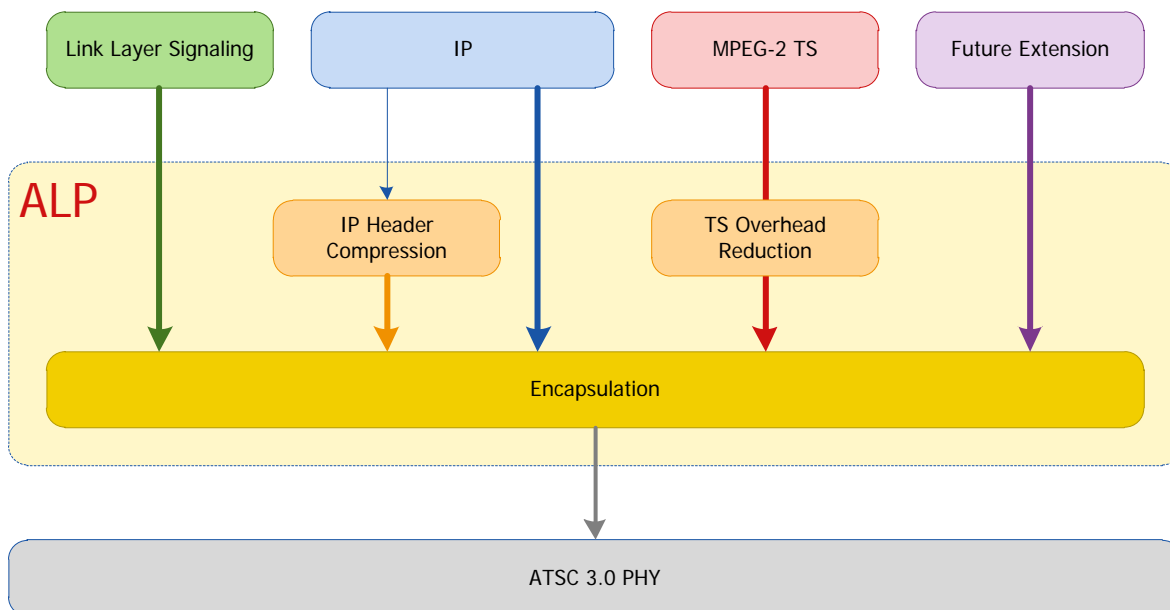 Link Layer Signaling
IP
MPEG-2 TS
Future Extension
ALP
IP Header
Compression
TS Overhead
Reduction
Encapsulation
ATSC 3.0 PHY